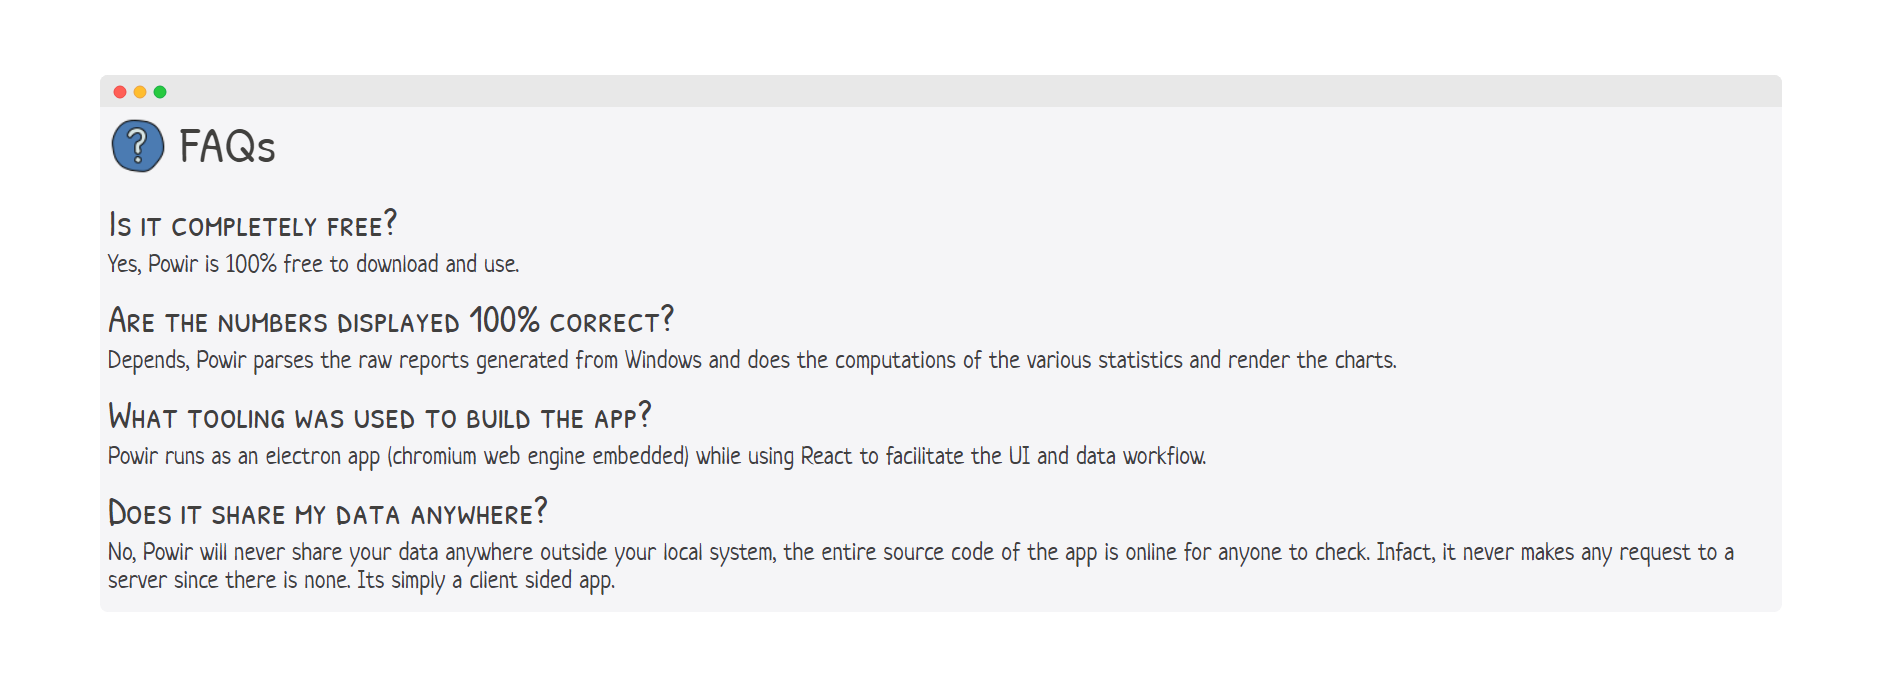 ? FAQs
Is it completely free?
Yes, Powir is 100% free to download and use.
Are the numbers displayed 100% correct?
Depends, Powir parses the raw reports generated from Windows and does the computations of the various statistics and render the charts.
What tooling was used to build the app?
Powir runs as an electron app (chromium web engine embedded) while using React to facilitate the UI and data workflow.
Does it share my data anywhere?
No, Powir will never share your data anywhere outside your local system, the entire source code of the app is online for anyone to check. Infact, it never makes any request to a
server since there is none. Its simply a client sided app.